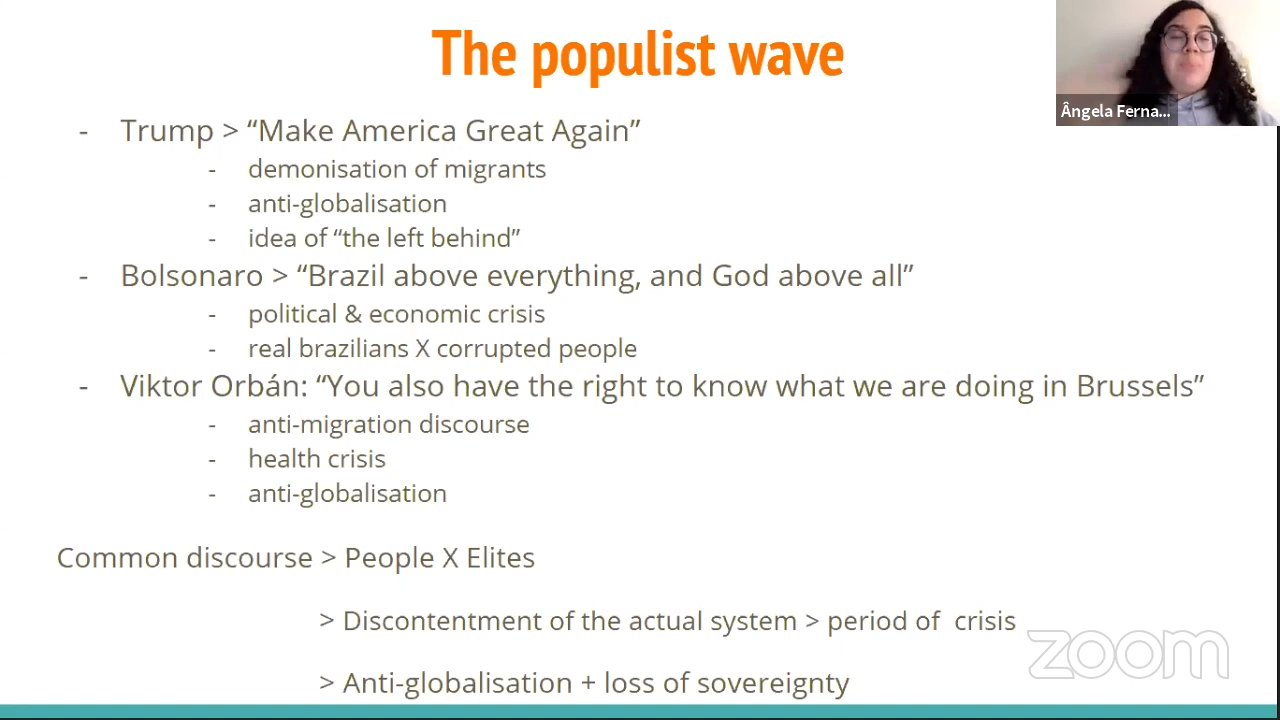 The populist wave
Ângela Ferna...
- Trump > “Make America Great Again”
- demonisation of migrants
- anti-globalisation
- idea of “the left behind”
- Bolsonaro > “Brazil above everything, and God above all”
- political & economic crisis
- real brazilians X corrupted people
- Viktor Orbán: “You also have the right to know what we are doing in Brussels”
- anti-migration discourse
- health crisis
- anti-globalisation
Common discourse > People X Elites
> Discontentment of the actual system > period of  crisis
zoom
> Anti-globalisation + loss of sovereignty